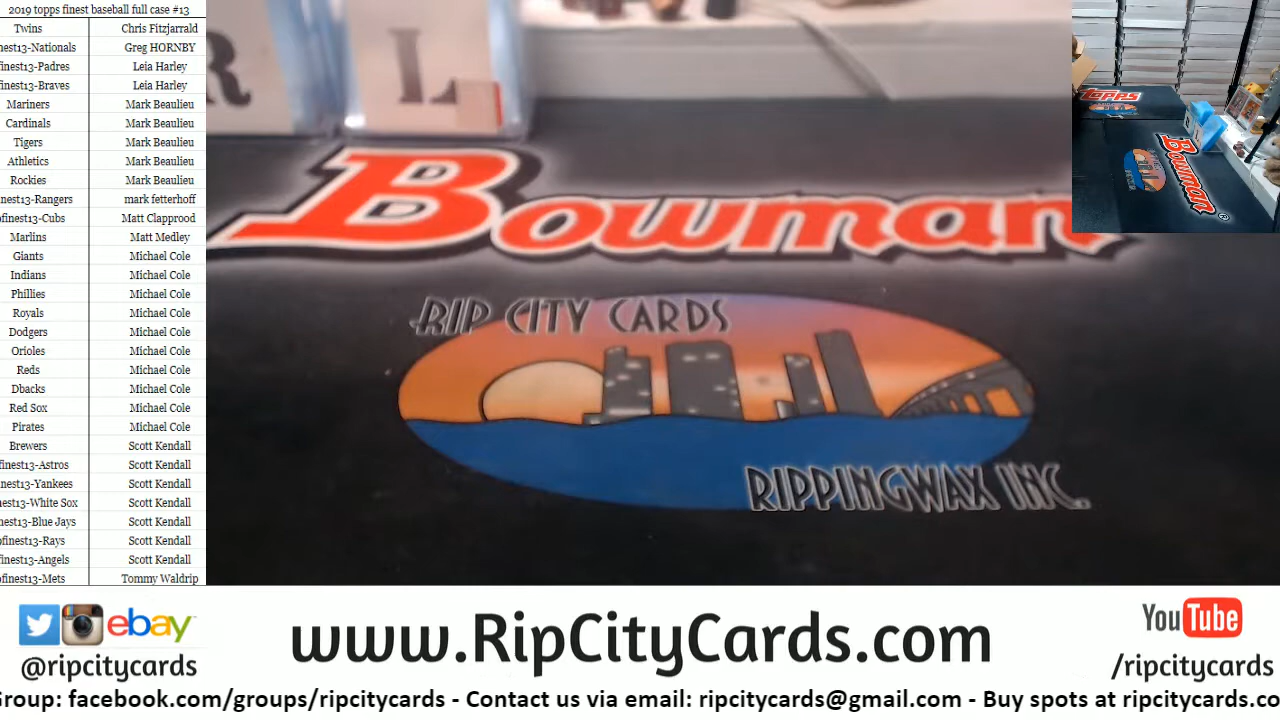 2019 topps finest baseball full case #13
Twins Chris Fitzjarrald
nest13-Nationals Greg HORNBY
finest13-Padres Leia Harley
finest13-Braves Leia Harley
Mariners Mark Beaulieu
Cardinals Mark Beaulieu
Tigers Mark Beaulieu
Athletics Mark Beaulieu
Rockies Mark Beaulieu
nest13-Rangers mark fetterhoff
finest13-Cubs Matt Clapprood
Marlins Matt Medley
Giants Michael Cole
Indians Michael Cole
Phillies Michael Cole
Royals Michael Cole
Dodgers Michael Cole
Orioles Michael Cole
Reds Michael Cole
Dbacks Michael Cole
Red Sox Michael Cole
Pirates Michael Cole
Brewers Scott Kendall
finest13-Astros Scott Kendall
nest13-Yankees Scott Kendall
nest13-White Sox Scott Kendall
nest13-Blue Jays Scott Kendall
finest13-Rays Scott Kendall
finest13-Angels Scott Kendall
finest13-Mets Tommy Waldrip
R L
Bowman
RIP CITY CARDS
RIPPINGWAX INC.
topps
Bowman
ebay
@ripcitycards
www.RipCityCards.com
YouTube
/ripcitycards
Group: facebook.com/groups/ripcitycards - Contact us via email: ripcitycards@gmail.com - Buy spots at ripcityca.co